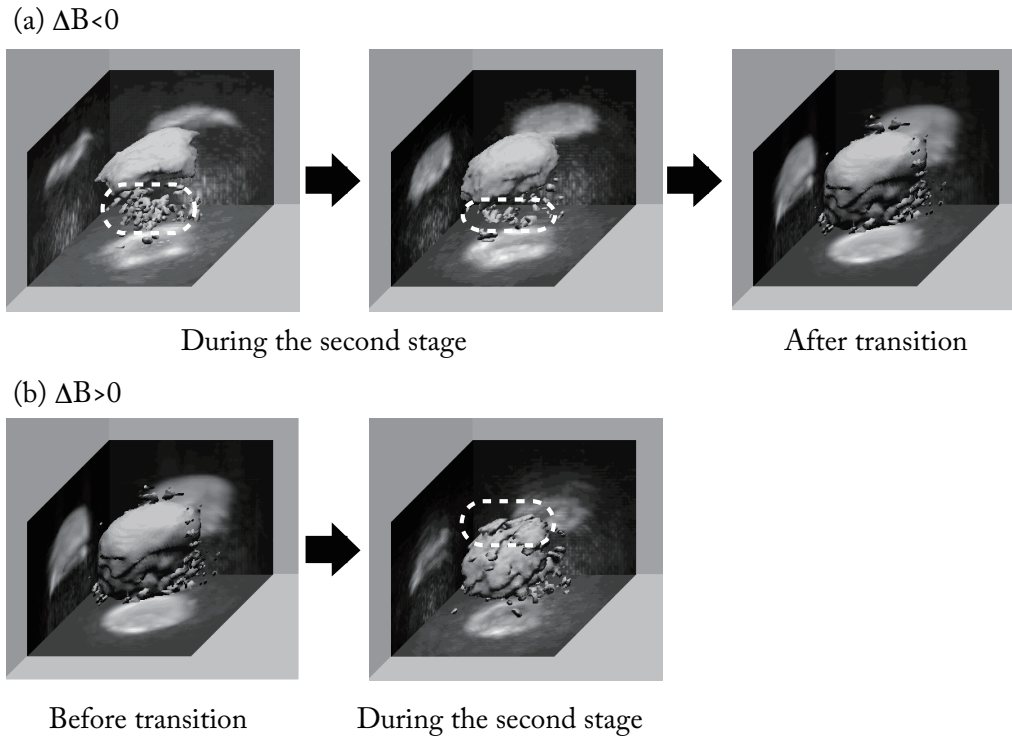 (a) ΔB<0
During the second stage
After transition
(b) ΔB>0
Before transition
During the second stage